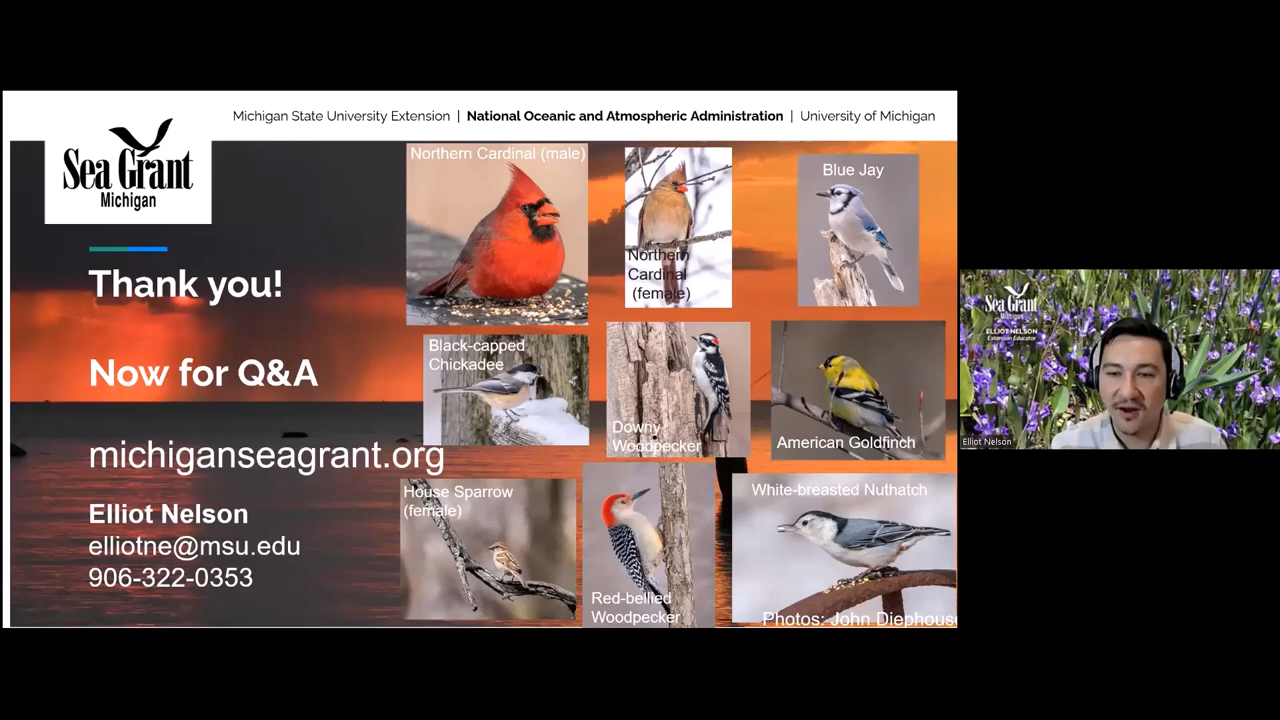 Michigan State University Extension | National Oceanic and Atmospheric Administration | University of Michigan
Sea Grant
Michigan
Thank you!
Now for Q&A
michiganseagrant.org
Elliot Nelson
elliotne@msu.edu
906-322-0353
Northern Cardinal (male)
Northern
Cardinal
(female)
Blue Jay
Black-capped
Chickadee
Downy
Woodpecker
American Goldfinch
House Sparrow
(female)
Red-bellied
Woodpecker
White-breasted Nuthatch
Photos: John Diephouse
Sea Grant
Michigan
ELLIOT NELSON
Extension Educator
Elliot Nelson